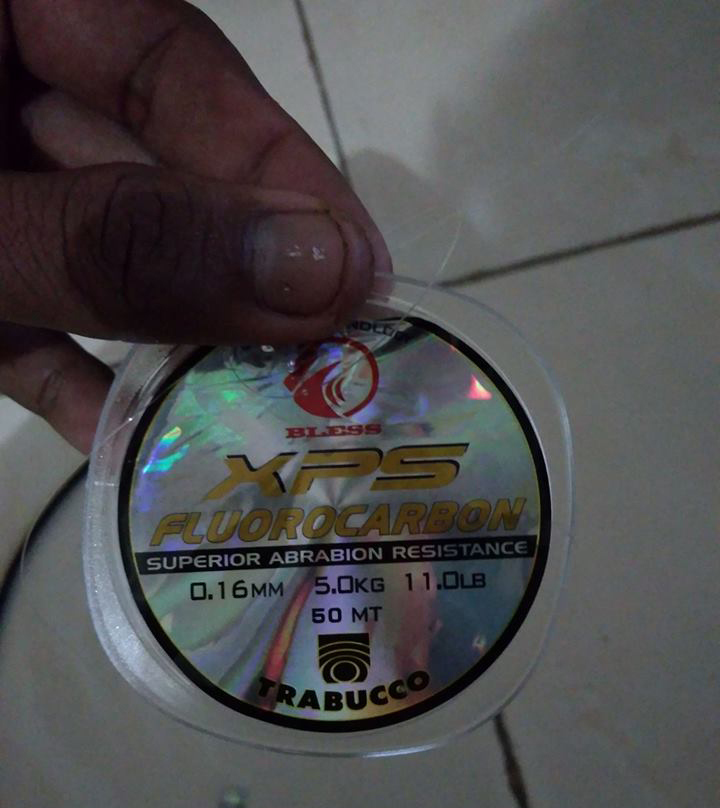 BLESS
XPS
FLUOROCARBON
SUPERIOR ABRABION RESISTANCE
0.16MM 5.0KG 11.0LB
50 MT
TRABUCCO